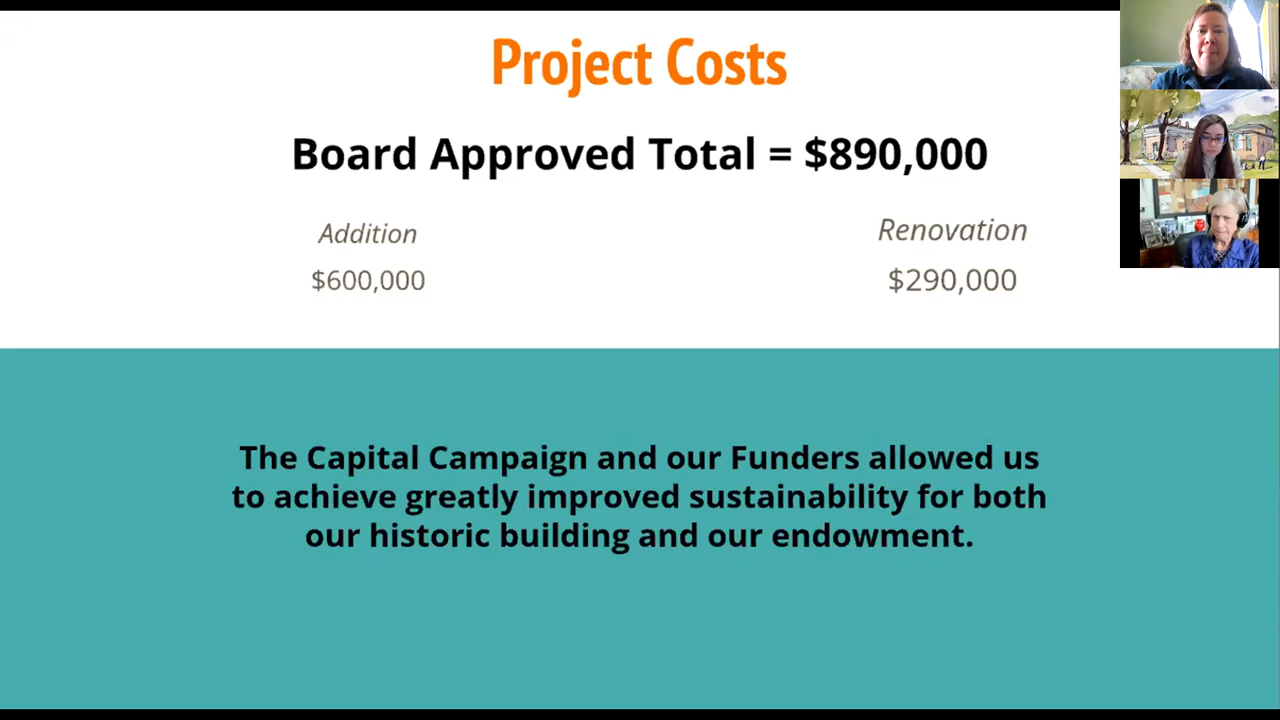 Project Costs
Board Approved Total = $890,000
Addition
$600,000
Renovation
$290,000
The Capital Campaign and our Funders allowed us
to achieve greatly improved sustainability for both
our historic building and our endowment.